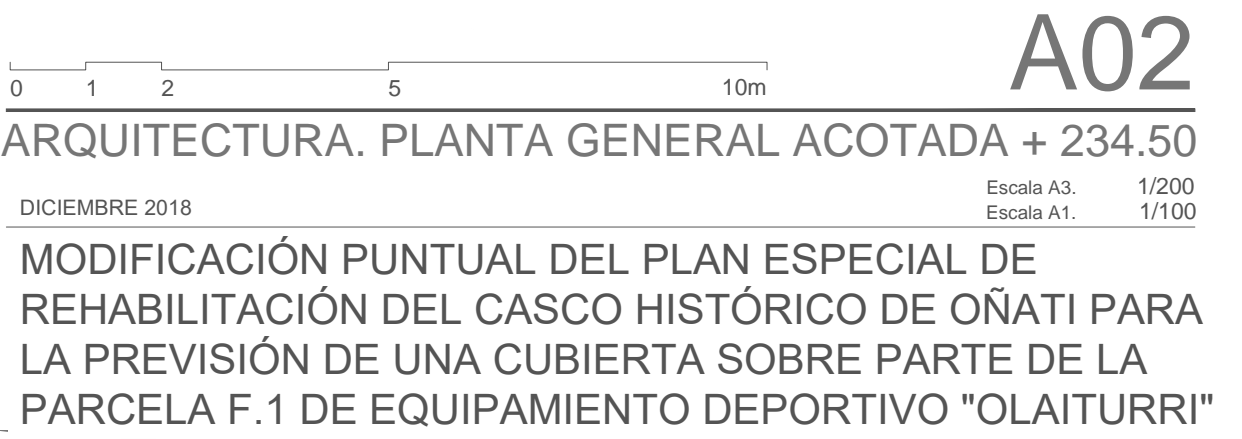 A02
0 1 2 5 10m
ARQUITECTURA. PLANTA GENERAL ACOTADA + 234.50
Escala A3. 1/200
DICIEMBRE 2018 Escala A1. 1/100
MODIFICACIÓN PUNTUAL DEL PLAN ESPECIAL DE
REHABILITACIÓN DEL CASCO HISTÓRICO DE OÑATI PARA
LA PREVISIÓN DE UNA CUBIERTA SOBRE PARTE DE LA
PARCELA F.1 DE EQUIPAMIENTO DEPORTIVO "OLAITURRI"